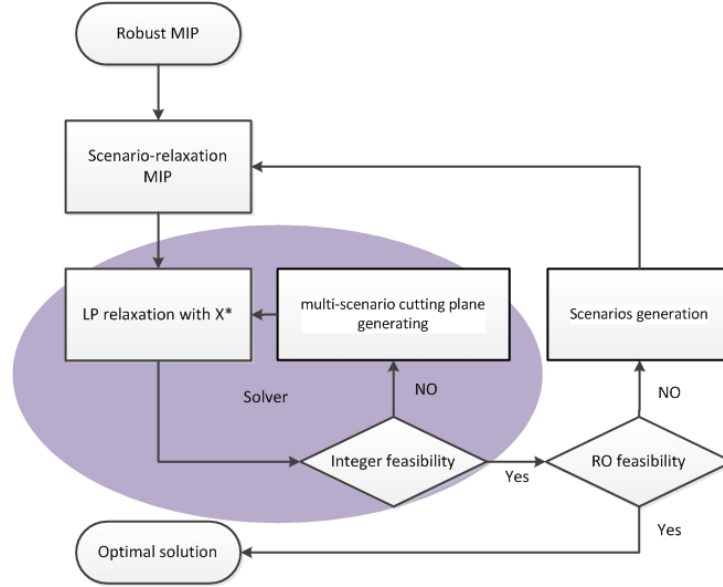 Robust MIP
Scenario-relaxation
MIP
LP relaxation with X*
multi-scenario cutting plane
generating
Scenarios generation
Solver
NO
NO
Integer feasibility
Yes
RO feasibility
Yes
Optimal solution